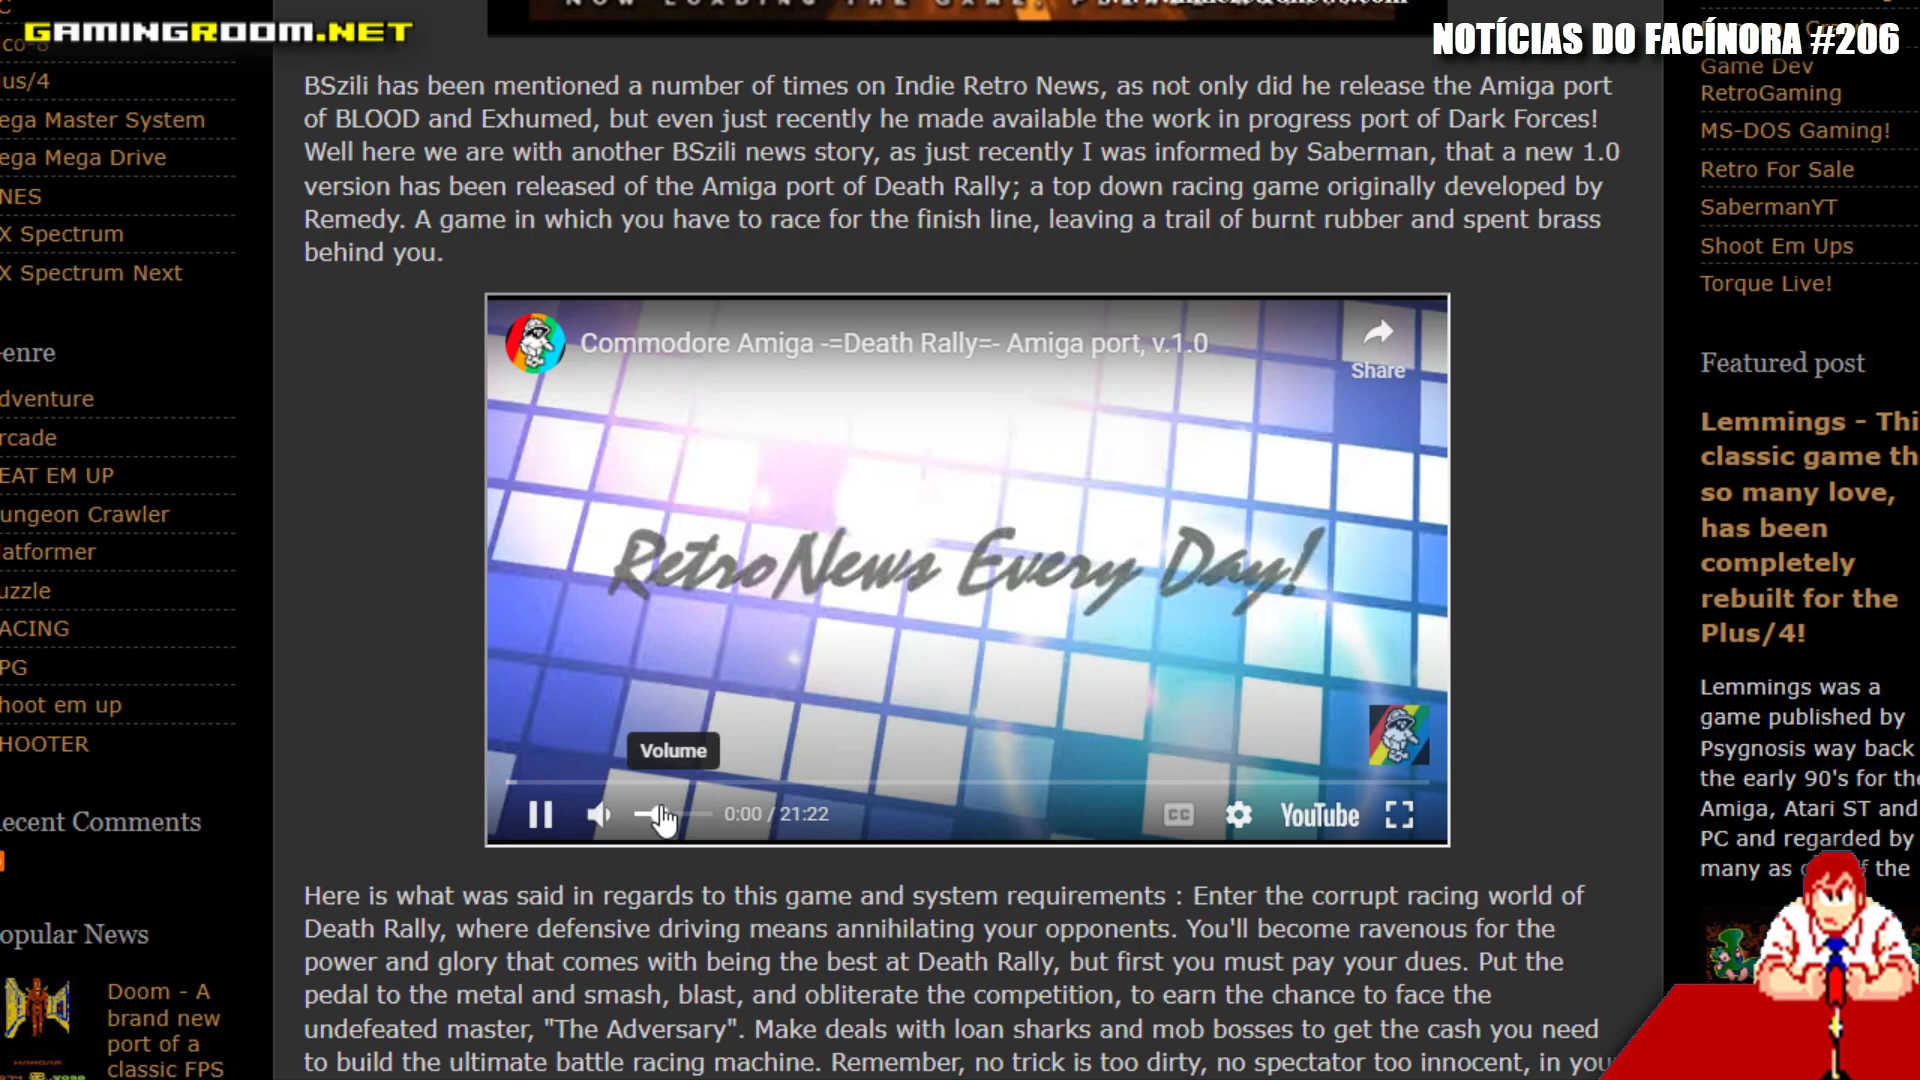 NOW LOADING THE GAME, P
GAMINGROOM.NET
NOTÍCIAS DO FACÍNORA #206
ico-8
lus/4
ega Master System
ega Mega Drive
NES
X Spectrum
X Spectrum Next
enre
dventure
rcade
EAT EM UP
ungeon Crawler
latformer
uzzle
ACING
PG
hoot em up
HOOTER
ecent Comments
opular News
Doom - A
brand new
port of a
classic FPS
BSzili has been mentioned a number of times on Indie Retro News, as not only did he release the Amiga port
of BLOOD and Exhumed, but even just recently he made available the work in progress port of Dark Forces!
Well here we are with another BSzili news story, as just recently I was informed by Saberman, that a new 1.0
version has been released of the Amiga port of Death Rally; a top down racing game originally developed by
Remedy. A game in which you have to race for the finish line, leaving a trail of burnt rubber and spent brass
behind you.
Commodore Amiga -=Death Rally=- Amiga port, v.1.0
Share
RetroNews Every Day!
Volume
0:00 / 21:22
CC
YouTube
Here is what was said in regards to this game and system requirements : Enter the corrupt racing world of
Death Rally, where defensive driving means annihilating your opponents. You'll become ravenous for the
power and glory that comes with being the best at Death Rally, but first you must pay your dues. Put the
pedal to the metal and smash, blast, and obliterate the competition, to earn the chance to face the
undefeated master, "The Adversary". Make deals with loan sharks and mob bosses to get the cash you need
to build the ultimate battle racing machine. Remember, no trick is too dirty, no spectator too innocent, in you
Game Dev
RetroGaming
MS-DOS Gaming!
Retro For Sale
SabermanYT
Shoot Em Ups
Torque Live!
Featured post
Lemmings - Thi
classic game th
so many love,
has been
completely
rebuilt for the
Plus/4!
Lemmings was a
game published by
Psygnosis way back
the early 90's for the
Amiga, Atari ST and
PC and regarded by
many as of the